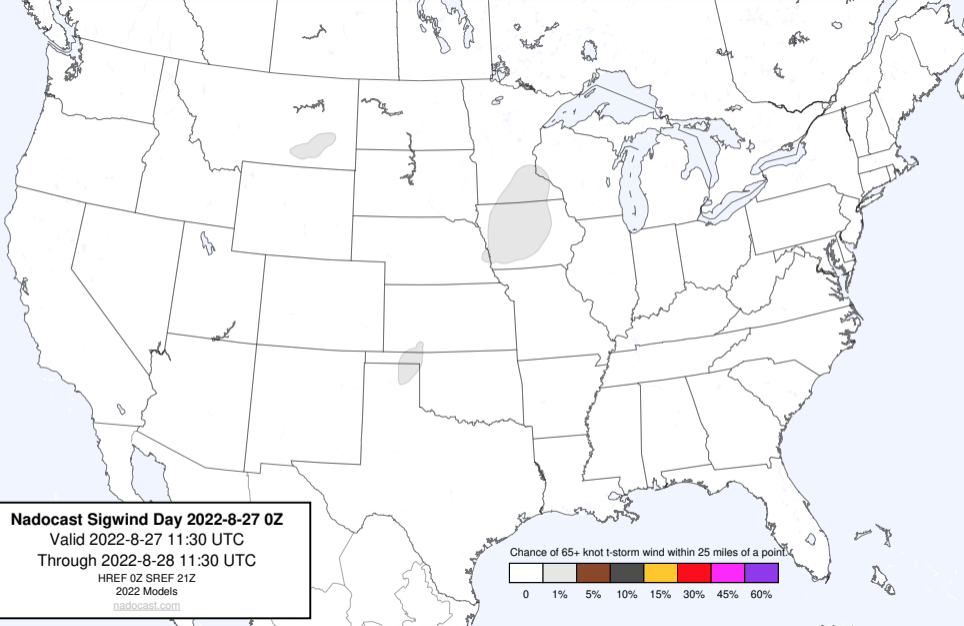 Nadocast Sigwind Day 2022-8-27 0Z
Valid 2022-8-27 11:30 UTC
Through 2022-8-28 11:30 UTC
HREF 0Z SREF 21Z
2022 Models
nadocast.com
Chance of 65+ knot t-storm wind within 25 miles of a point.
0 1% 5% 10% 15% 30% 45% 60%